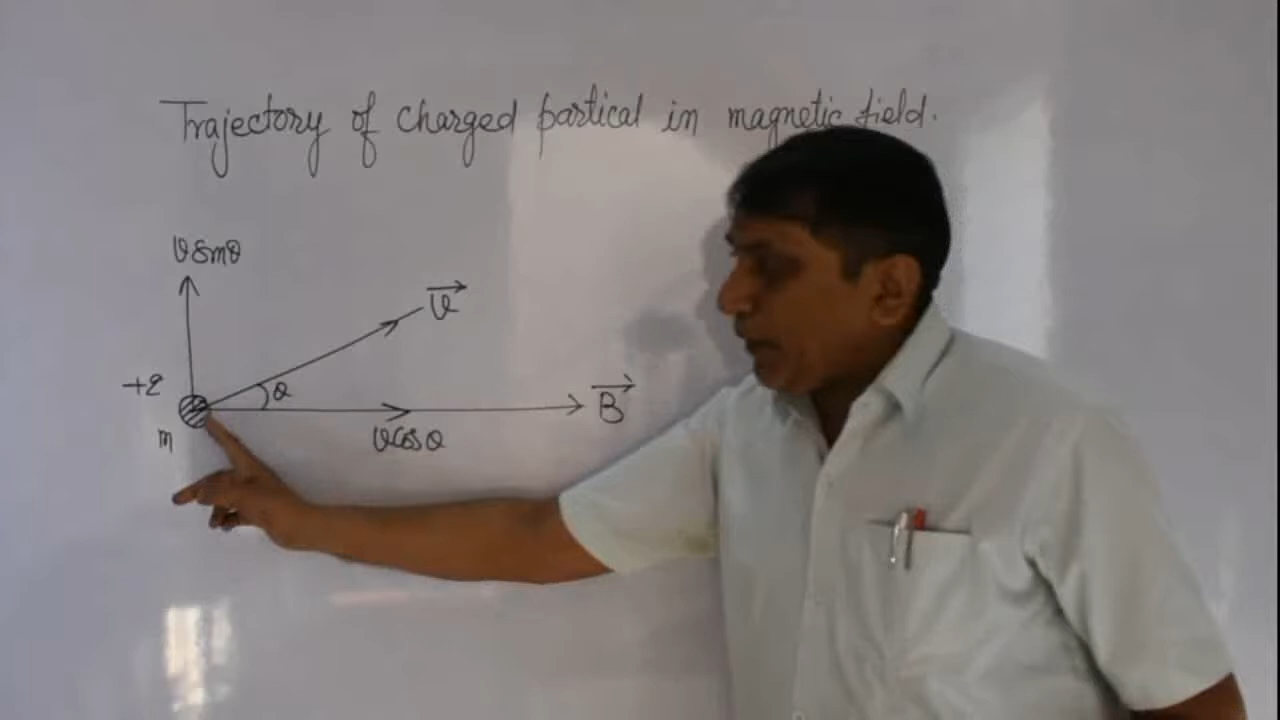 Trajectory of charged partical in magnetic field.
v sinθ
v⃗
+q
θ
B⃗
m
v cosθ